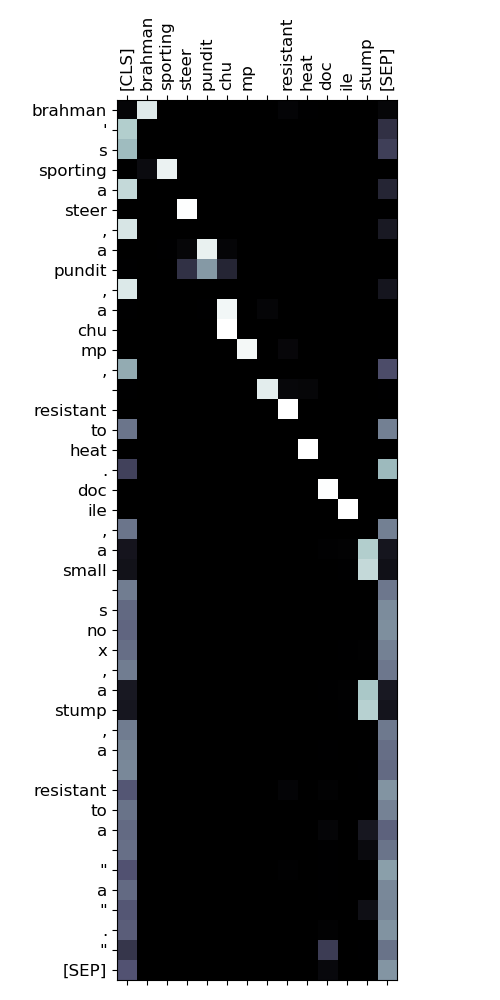 [CLS]
brahman
sporting
steer
pundit
chu
mp
resistant
heat
doc
ile
stump
[SEP]
brahman
'
s
sporting
a
steer
,
a
pundit
,
a
chu
mp
,
resistant
to
heat
.
doc
ile
,
a
small
s
no
x
,
a
stump
,
a
resistant
to
a
"
a
"
.
"
[SEP]